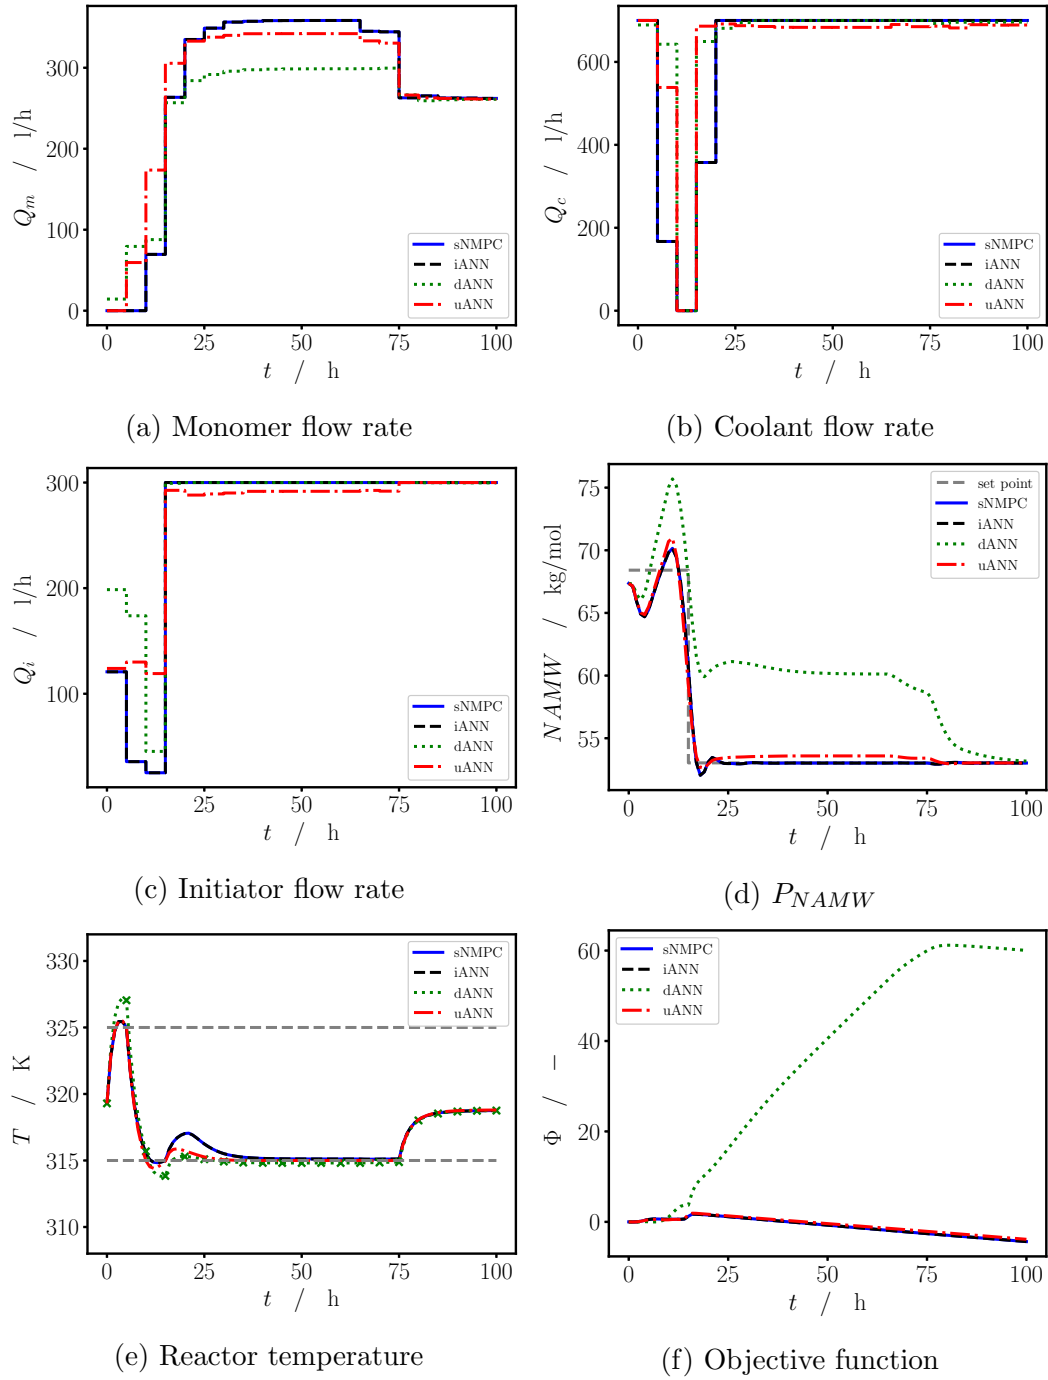 300
200
100
0
Q_m / l/h
sNMPC
iANN
dANN
uANN
0 25 50 75 100
t / h
(a) Monomer flow rate
600
400
200
0
Q_c / l/h
sNMPC
iANN
dANN
uANN
0 25 50 75 100
t / h
(b) Coolant flow rate
300
200
100
Q_i / l/h
sNMPC
iANN
dANN
uANN
0 25 50 75 100
t / h
(c) Initiator flow rate
75
70
65
60
55
NAMW / kg/mol
set point
sNMPC
iANN
dANN
uANN
0 25 50 75 100
t / h
(d) P_{NAMW}
330
325
320
315
310
T / K
sNMPC
iANN
dANN
uANN
0 25 50 75 100
t / h
(e) Reactor temperature
60
40
20
0
Φ / −
sNMPC
iANN
dANN
uANN
0 25 50 75 100
t / h
(f) Objective function